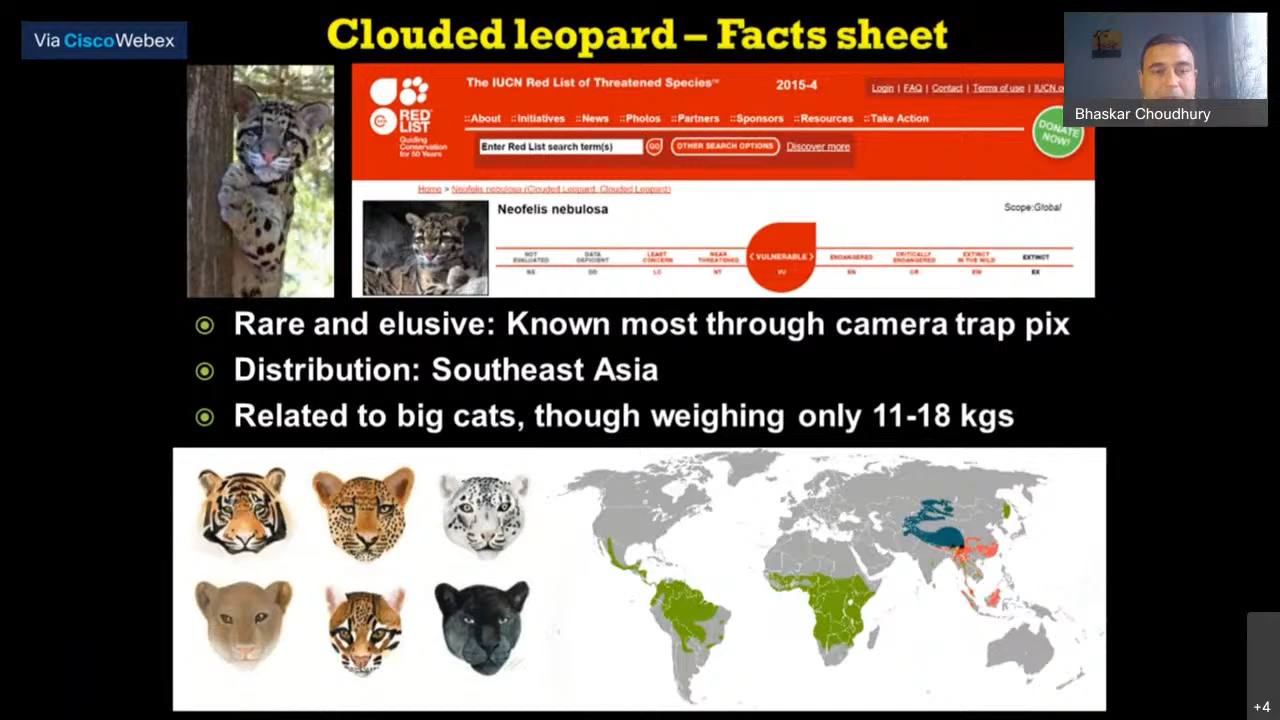 Via Cisco Webex
Clouded leopard – Facts sheet
Bhaskar Choudhury
RED LIST
Guiding Conservation for 50 Years
The IUCN Red List of Threatened Species™
2015-4
Login | FAQ | Contact | Terms of use | IUCN.o
::About ::Initiatives ::News ::Photos ::Partners ::Sponsors ::Resources ::Take Action
DONATE NOW!
Enter Red List search term(s) GO OTHER SEARCH OPTIONS Discover more
Home > Neofelis nebulosa (Clouded Leopard, Clouded Leopard)
Neofelis nebulosa
Scope:Global
NOT EVALUATED DATA DEFICIENT LEAST CONCERN NEAR THREATENED < VULNERABLE > ENDANGERED CRITICALLY ENDANGERED EXTINCT IN THE WILD EXTINCT
NE DD LC NT VU EN CR EW EX
Rare and elusive: Known most through camera trap pix
Distribution: Southeast Asia
Related to big cats, though weighing only 11-18 kgs
+4